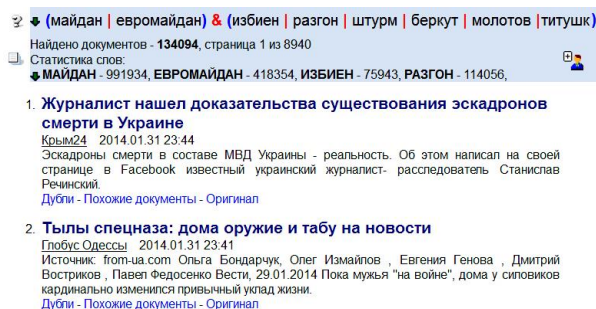 (майдан | евромайдан) & (избиен | разгон | штурм | беркут | молотов |титушк)
Найдено документов - 134094, страница 1 из 8940
Статистика слов:
МАЙДАН - 991934, ЕВРОМАЙДАН - 418354, ИЗБИЕН - 75943, РАЗГОН - 114056,
1. Журналист нашел доказательства существования эскадронов
смерти в Украине
Крым24 2014.01.31 23:44
Эскадроны смерти в составе МВД Украины - реальность. Об этом написал на своей
странице в Facebook известный украинский журналист- расследователь Станислав
Речинский.
Дубли - Похожие документы - Оригинал
2. Тылы спецназа: дома оружие и табу на новости
Глобус Одессы 2014.01.31 23:41
Источник: from-ua.com Ольга Бондарчук, Олег Измайлов , Евгения Генова , Дмитрий
Востриков , Павел Федосенко Вести, 29.01.2014 Пока мужья "на войне", дома у силовиков
кардинально изменился привычный уклад жизни.
Дубли - Похожие документы - Оригинал